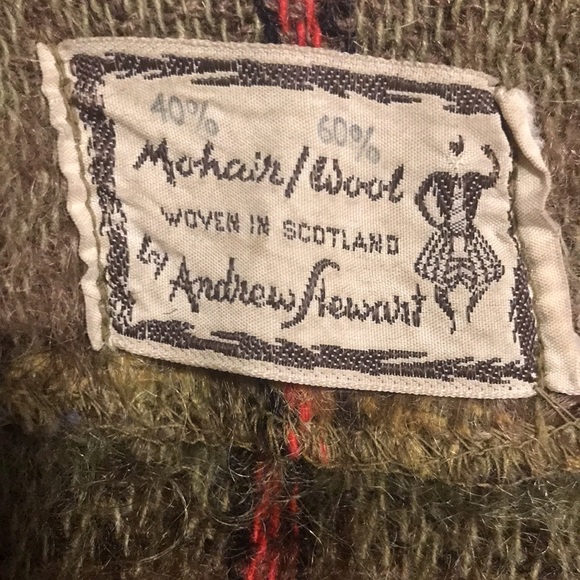 40% 60%
Mohair/Wool
WOVEN IN SCOTLAND
by Andrew Stewart